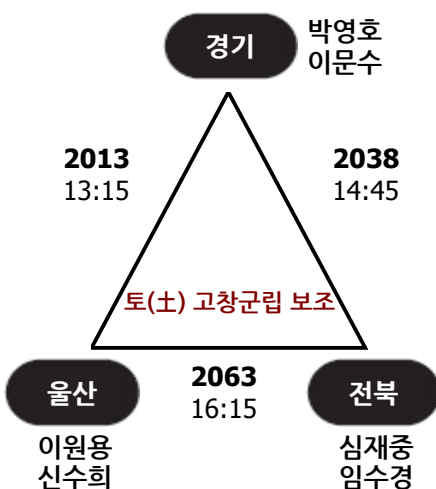 경기
박영호
이문수
2013
13:15
2038
14:45
토(土) 고창군립 보조
울산
2063
16:15
전북
이원용
신수희
심재중
임수경